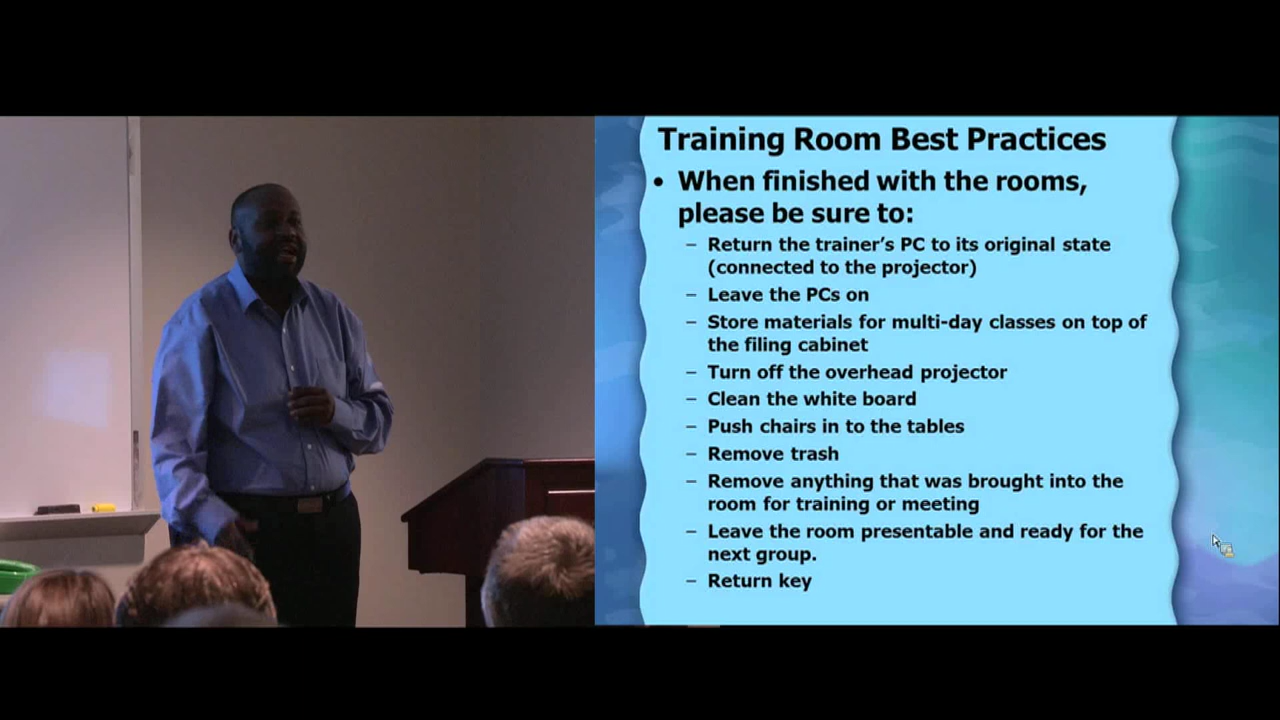 Training Room Best Practices
• When finished with the rooms,
please be sure to:
– Return the trainer’s PC to its original state
(connected to the projector)
– Leave the PCs on
– Store materials for multi-day classes on top of
the filing cabinet
– Turn off the overhead projector
– Clean the white board
– Push chairs in to the tables
– Remove trash
– Remove anything that was brought into the
room for training or meeting
– Leave the room presentable and ready for the
next group.
– Return key